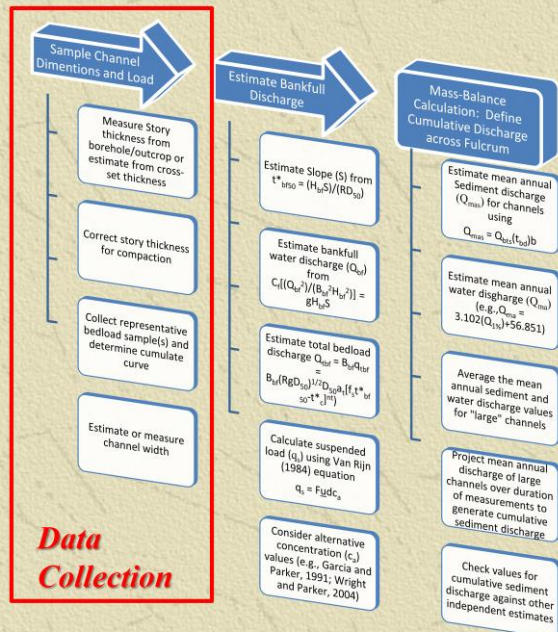 Sample Channel
Dimentions and Load
Measure Story
thickness from
borehole/outcrop or
estimate from cross-
set thickness
Correct story thickness
for compaction
Collect representative
bedload sample(s) and
determine cumulate
curve
Estimate or measure
channel width
Data
Collection
Estimate Bankfull
Discharge
Estimate Slope (S) from
t*bf50 = (HbfS)/(RD50)
Estimate bankfull
water discharge (Qbf)
from
Cf[(Qbf²)/(Bbf²Hbf²)] =
gHbfS
Estimate total bedload
discharge Qtbf = Bbfqtbf
=
Bbf(RgD50)^1/2D50at[fst*bf
50-t*c]^nt)
Calculate suspended
load (qs) using Van Rijn
(1984) equation
qs = Fudca
Consider alternative
concentration (ca)
values (e.g., Garcia and
Parker, 1991; Wright
and Parker, 2004)
Mass-Balance
Calculation: Define
Cumulative Discharge
across Fulcrum
Estimate mean annual
Sediment discharge
(Qmas) for channels
using
Qmas = Qbts(tbd)b
Estimate mean annual
water disgharge (Qma)
(e.g.,Qma =
3.102(Q1%)+56.851)
Average the mean
annual sediment and
water discharge values
for "large" channels
Project mean annual
discharge of large
channels over duration
of measurements to
generate cumulative
sediment discharge
Check values for
cumulative sediment
discharge against other
independent estimates